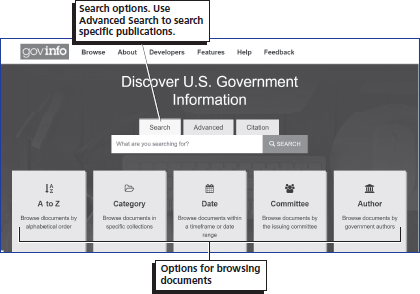 Search options. Use
Advanced Search to search
specific publications.
govinfo Browse About Developers Features Help Feedback
Discover U.S. Government
Information
Search Advanced Citation
What are you searching for? SEARCH
A to Z
Browse documents by
alphabetical order
Category
Browse documents in
specific collections
Date
Browse documents within
a timeframe or date
range
Committee
Browse documents by
the issuing committee
Author
Browse documents by
government authors.
Options for browsing
documents